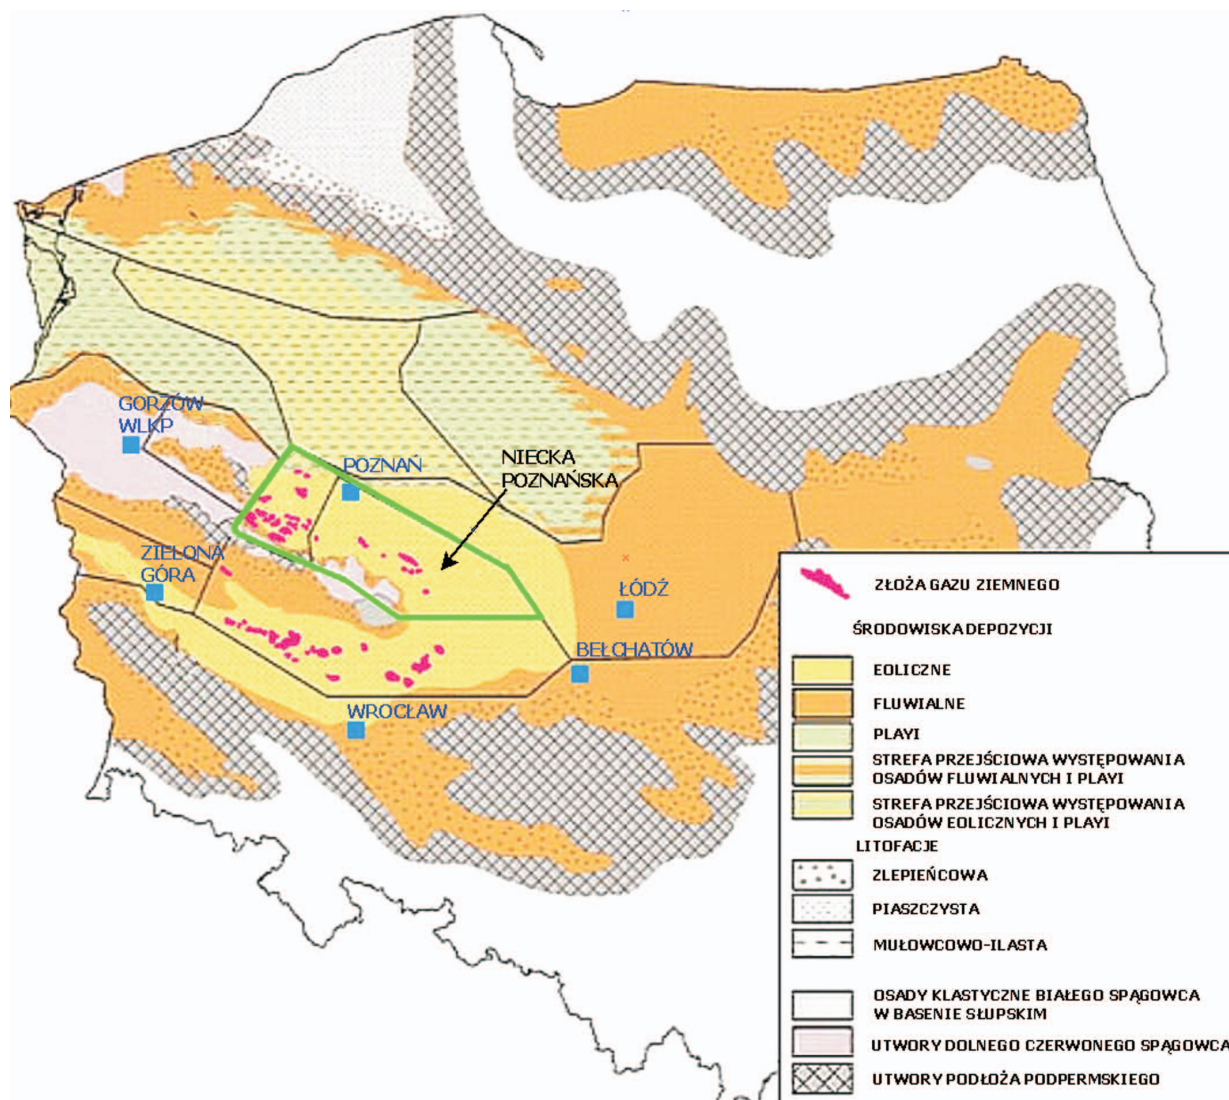 GORZÓW
WLKP
POZNAŃ
NIECKA
POZNAŃSKA
ZIELONA
GÓRA
ŁÓDŹ
BEŁCHATÓW
WROCŁAW
ZŁOŻA GAZU ZIEMNEGO
ŚRODOWISKA DEPOZYCJI
EOLICZNE
FLUWIALNE
PLAYI
STREFA PRZEJŚCIOWA WYSTĘPOWANIA
OSADÓW FLUWIALNYCH I PLAYI
STREFA PRZEJŚCIOWA WYSTĘPOWANIA
OSADÓW EOLICZNYCH I PLAYI
LITOFACJE
ZLEPIEŃCOWA
PIASZCZYSTA
MUŁOWCOWO-ILASTA
OSADY KLASTYCZNE BIAŁEGO SPĄGOWCA
W BASENIE SŁUPSKIM
UTWORY DOLNEGO CZERWONEGO SPĄGOWCA
UTWORY PODŁOŻA PODPERMSKIEGO